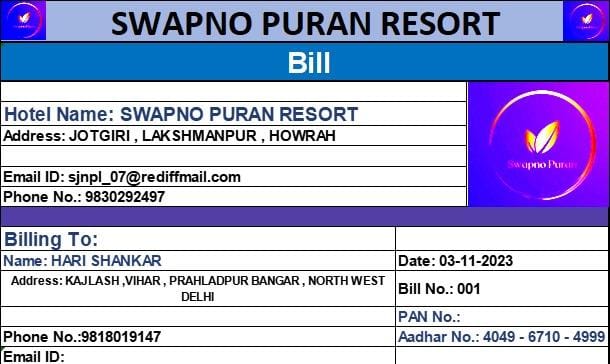 SWAPNO PURAN RESORT
Bill
Hotel Name: SWAPNO PURAN RESORT
Address: JOTGIRI , LAKSHMANPUR , HOWRAH
Swapno Puran
Email ID: sjnpl_07@rediffmail.com
Phone No.: 9830292497
Billing To:
Name: HARI SHANKAR
Date: 03-11-2023
Address: KAJLASH ,VIHAR , PRAHLADPUR BANGAR , NORTH WEST
DELHI
Bill No.: 001
PAN No.:
Phone No.:9818019147
Aadhar No.: 4049 - 6710 - 4999
Email ID: